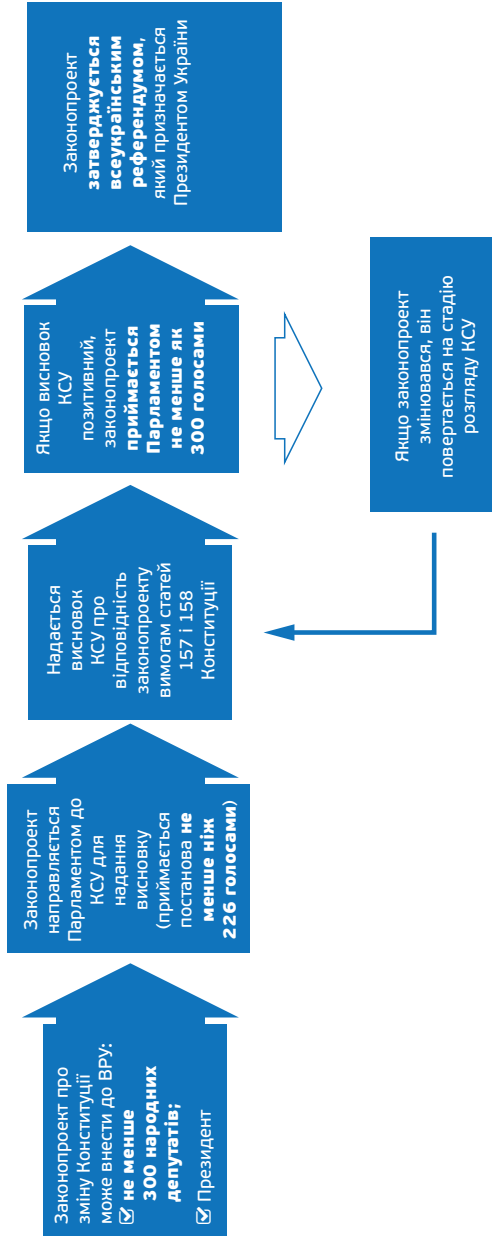 Законопроект про
зміну Конституції
може внести до ВРУ:
не менше
300 народних
депутатів;
Президент
Законопроект
направляється
Парламентом до
КСУ для
надання
висновку
(приймається
постанова не
менше ніж
226 голосами)
Надається
висновок
КСУ про
відповідність
законопроекту
вимогам статей
157 і 158
Конституції
Якщо висновок
КСУ
позитивний,
законопроект
приймається
Парламентом
не менше як
300 голосами
Законопроект
затверджується
всеукраїнським
референдумом,
який призначається
Президентом України
Якщо законопроект
змінювався, він
повертається на стадію
розгляду КСУ